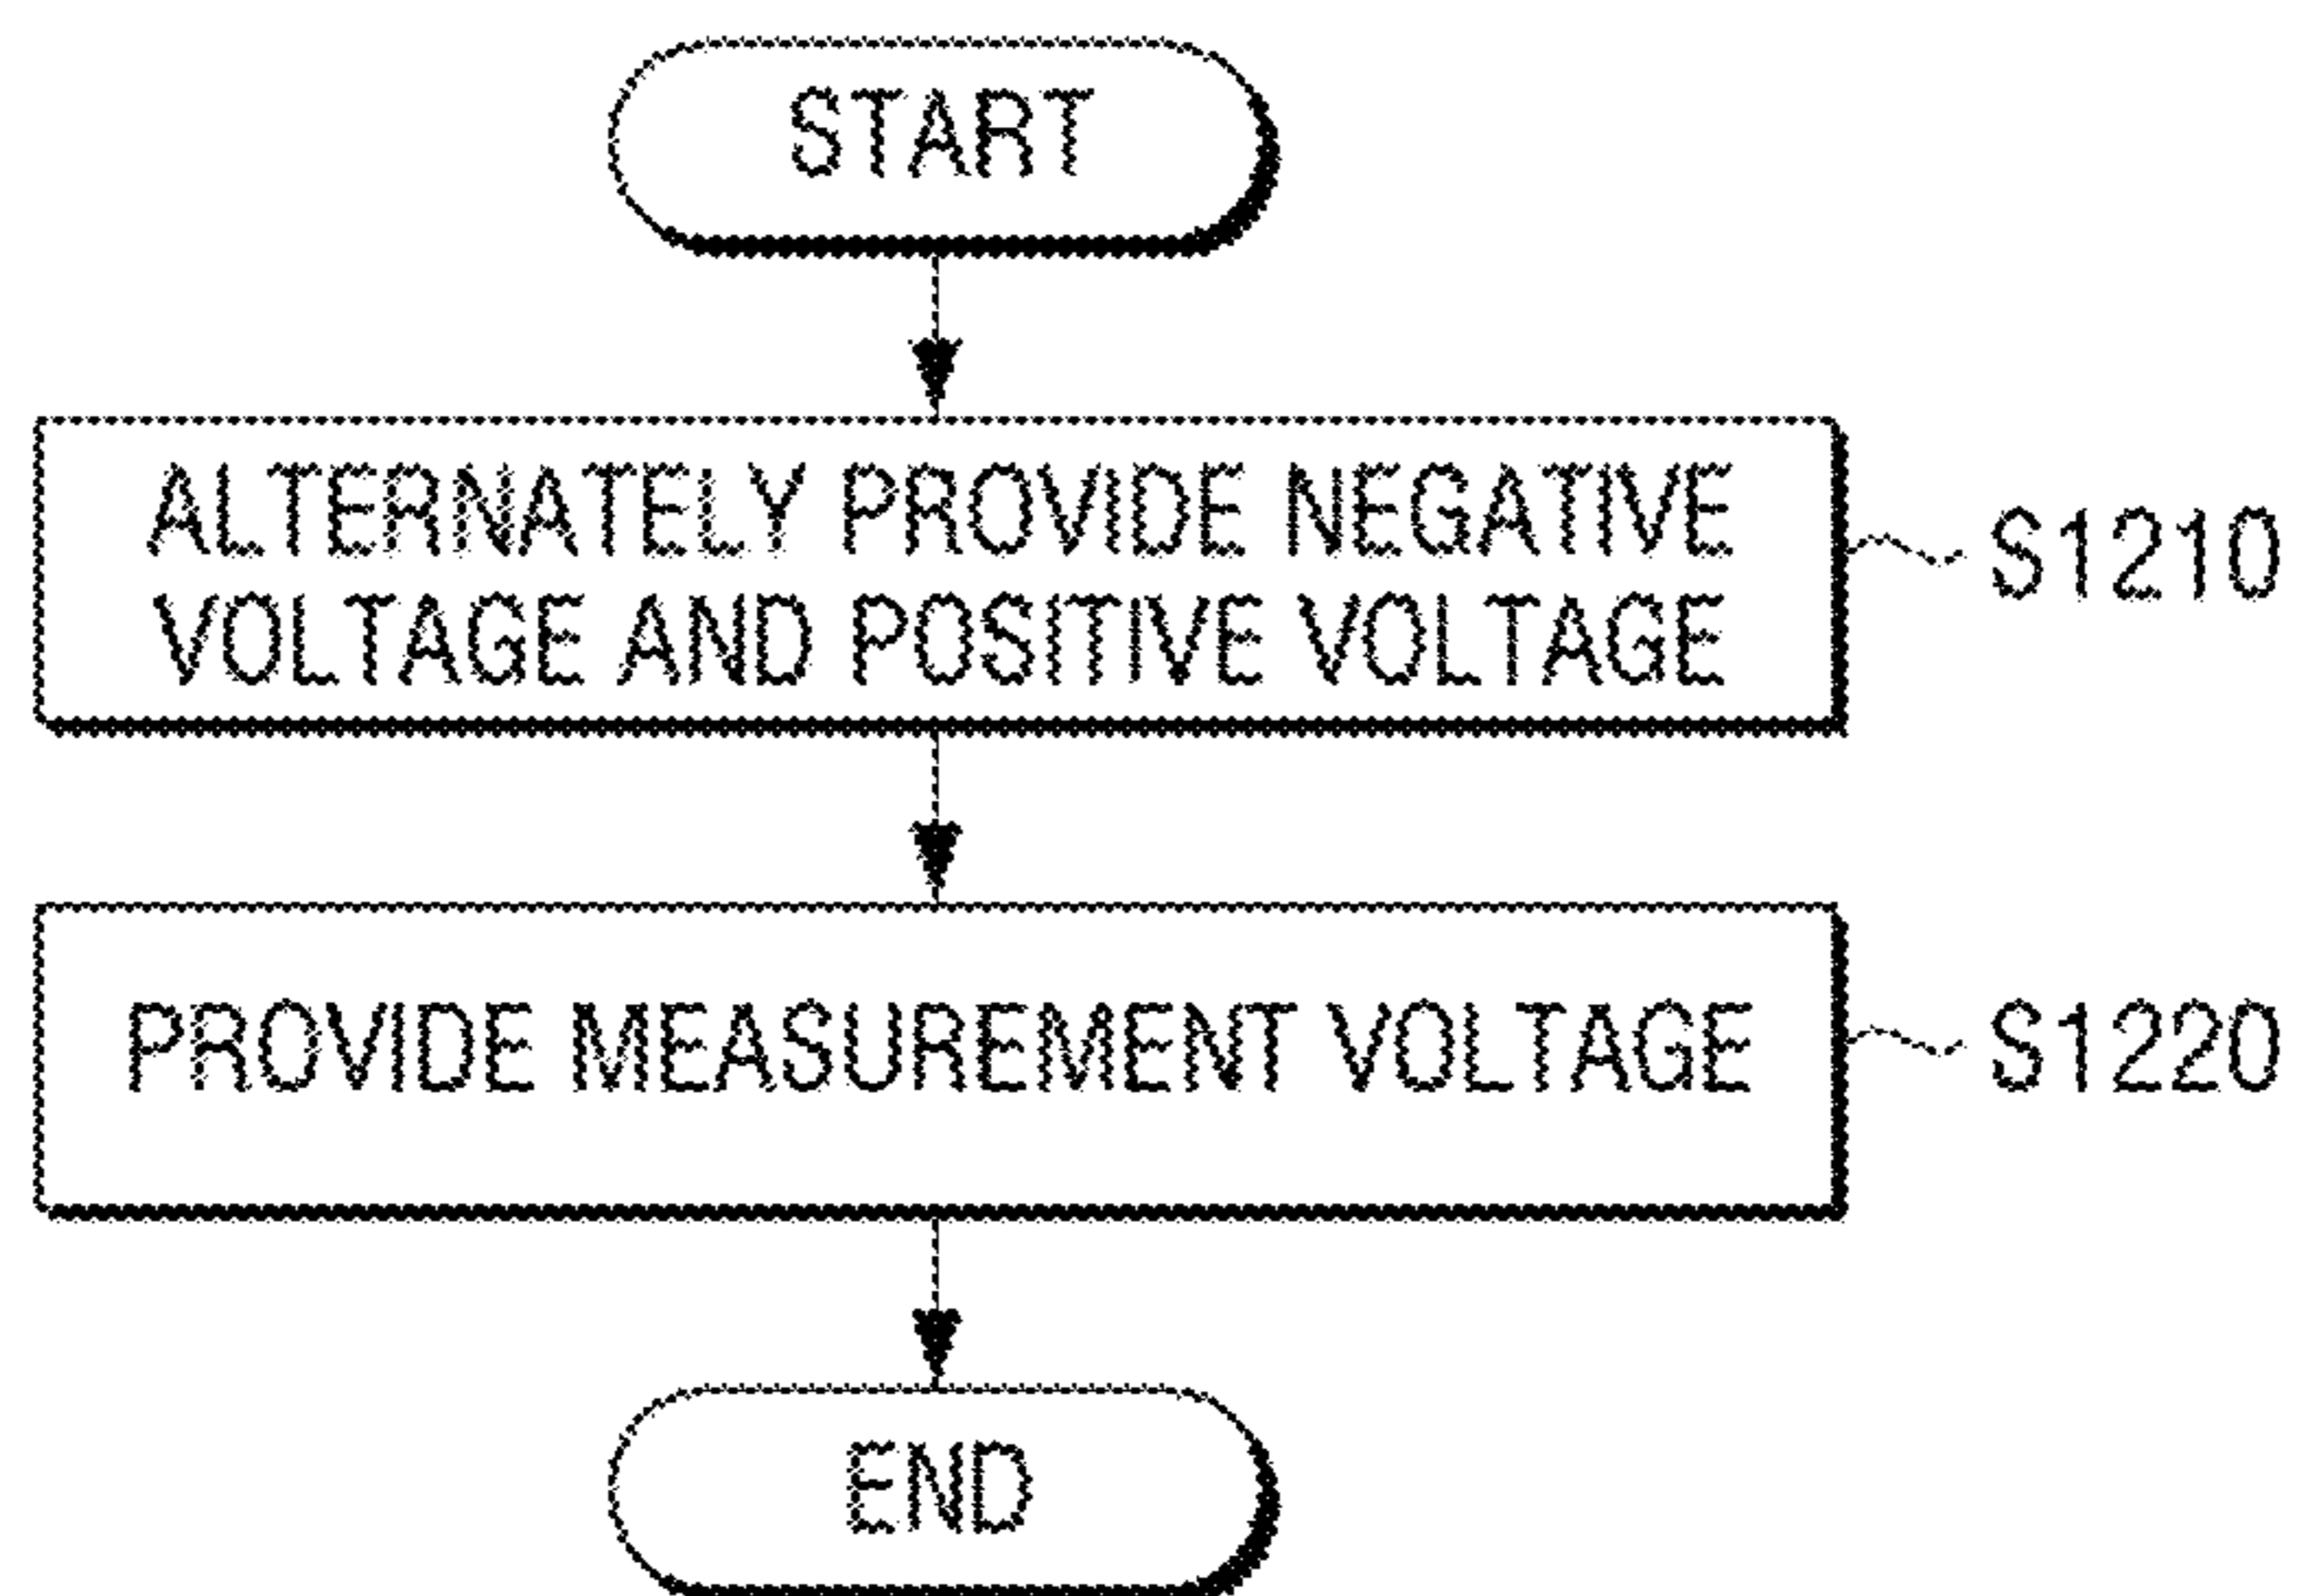 START
ALTERNATELY PROVIDE NEGATIVE
VOLTAGE AND POSITIVE VOLTAGE
S1210
PROVIDE MEASUREMENT VOLTAGE
S1220
END